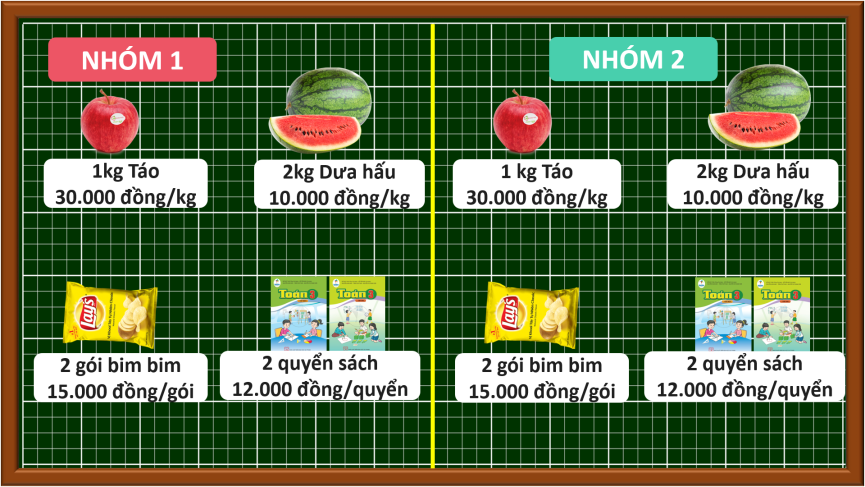 NHÓM 1
NHÓM 2
1kg Táo
30.000 đồng/kg
2kg Dưa hấu
10.000 đồng/kg
1 kg Táo
30.000 đồng/kg
2kg Dưa hấu
10.000 đồng/kg
Lay's
Toán 3
Toán 3
Lay's
Toán 3
Toán 3
2 gói bim bim
15.000 đồng/gói
2 quyển sách
12.000 đồng/quyển
2 gói bim bim
15.000 đồng/gói
2 quyển sách
12.000 đồng/quyển